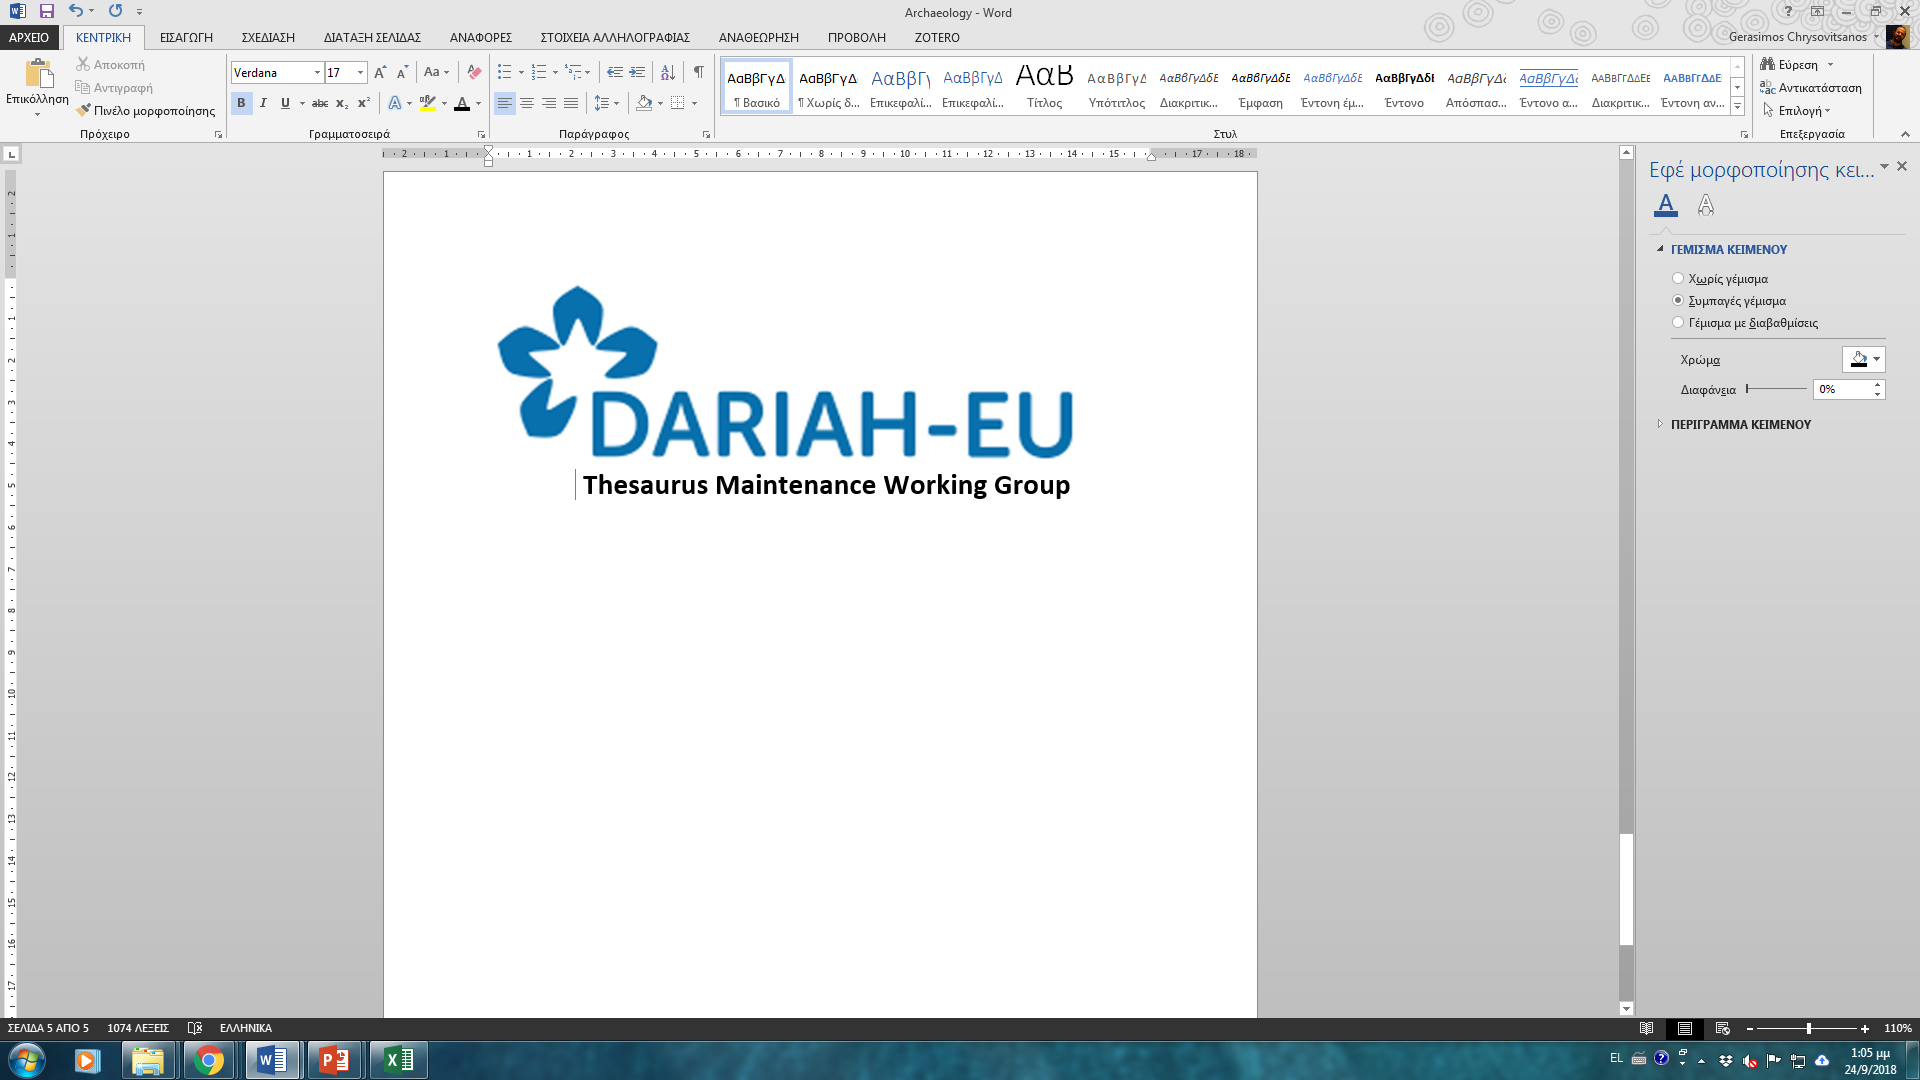 Archaeology - Word
ΑΡΧΕΙΟ ΚΕΝΤΡΙΚΗ ΕΙΣΑΓΩΓΗ ΣΧΕΔΙΑΣΗ ΔΙΑΤΑΞΗ ΣΕΛΙΔΑΣ ΑΝΑΦΟΡΕΣ ΣΤΟΙΧΕΙΑ ΑΛΛΗΛΟΓΡΑΦΙΑΣ ΑΝΑΘΕΩΡΗΣΗ ΠΡΟΒΟΛΗ ZOTERO Gerasimos Chrysovitsanos
Επικόλληση
Αποκοπή
Αντιγραφή
Πινέλο μορφοποίησης
Πρόχειρο
Verdana 17
Γραμματοσειρά
Παράγραφος
¶ Βασικό ¶ Χωρίς δ... Επικεφαλί... Επικεφαλί... Τίτλος Υπότιτλος Διακριτικ... Έμφαση Έντονη έμ... Έντονο Απόσπασ... Έντονο α... Διακριτικ... Έντονη αν...
Στυλ
Εύρεση
Αντικατάσταση
Επιλογή
Επεξεργασία
DARIAH-EU
Thesaurus Maintenance Working Group
Εφέ μορφοποίησης κει...
ΓΕΜΙΣΜΑ ΚΕΙΜΕΝΟΥ
Χωρίς γέμισμα
Συμπαγές γέμισμα
Γέμισμα με διαβαθμίσεις
Χρώμα
Διαφάνεια 0%
ΠΕΡΙΓΡΑΜΜΑ ΚΕΙΜΕΝΟΥ
ΣΕΛΙΔΑ 5 ΑΠΟ 5 1074 ΛΕΞΕΙΣ ΕΛΛΗΝΙΚΑ 110%
EL 1:05 μμ
24/9/2018